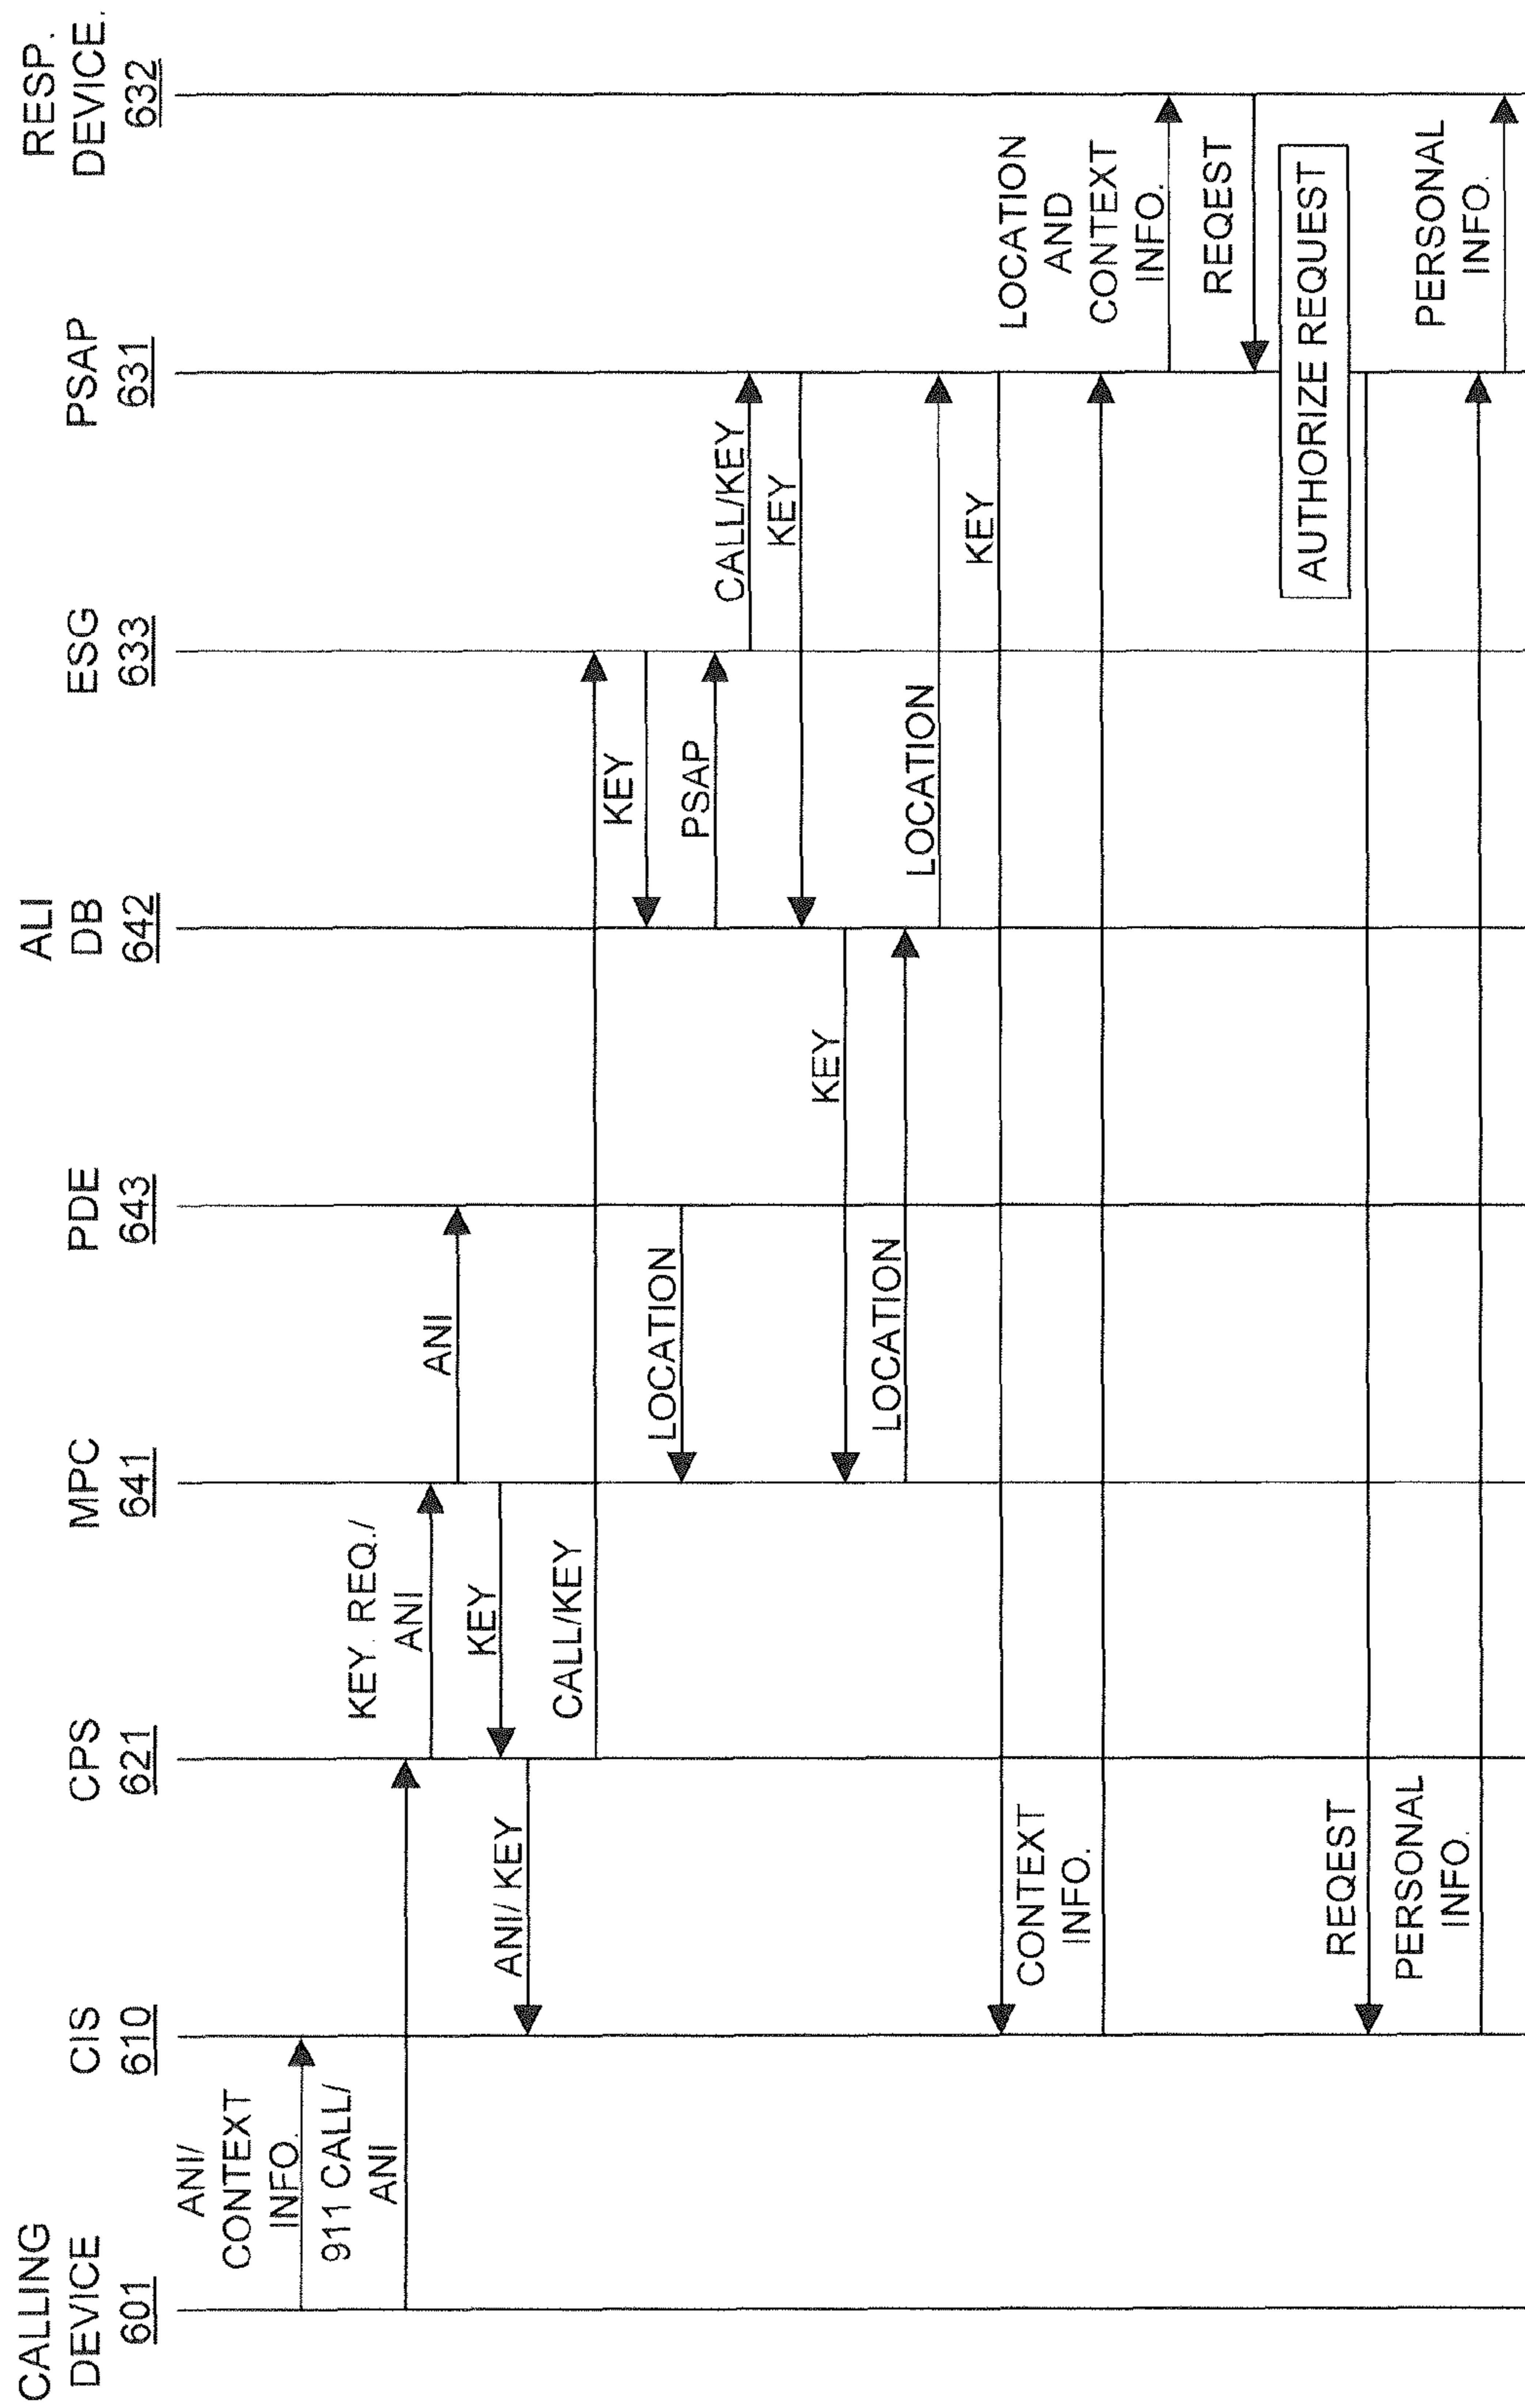 CALLING
DEVICE
601
CIS
610
CPS
621
MPC
641
PDE
643
ALI
DB
642
ESG
633
PSAP
631
RESP.
DEVICE.
632
ANI/
CONTEXT
INFO.
911 CALL/
ANI
KEY. REQ./
ANI
ANI
KEY
ANI/ KEY
CALL/KEY
KEY
LOCATION
PSAP
CALL/KEY
KEY
KEY
LOCATION
LOCATION
KEY
CONTEXT
INFO.
LOCATION
AND
CONTEXT
INFO.
REQEST
AUTHORIZE REQUEST
REQEST
PERSONAL
INFO.
PERSONAL
INFO.